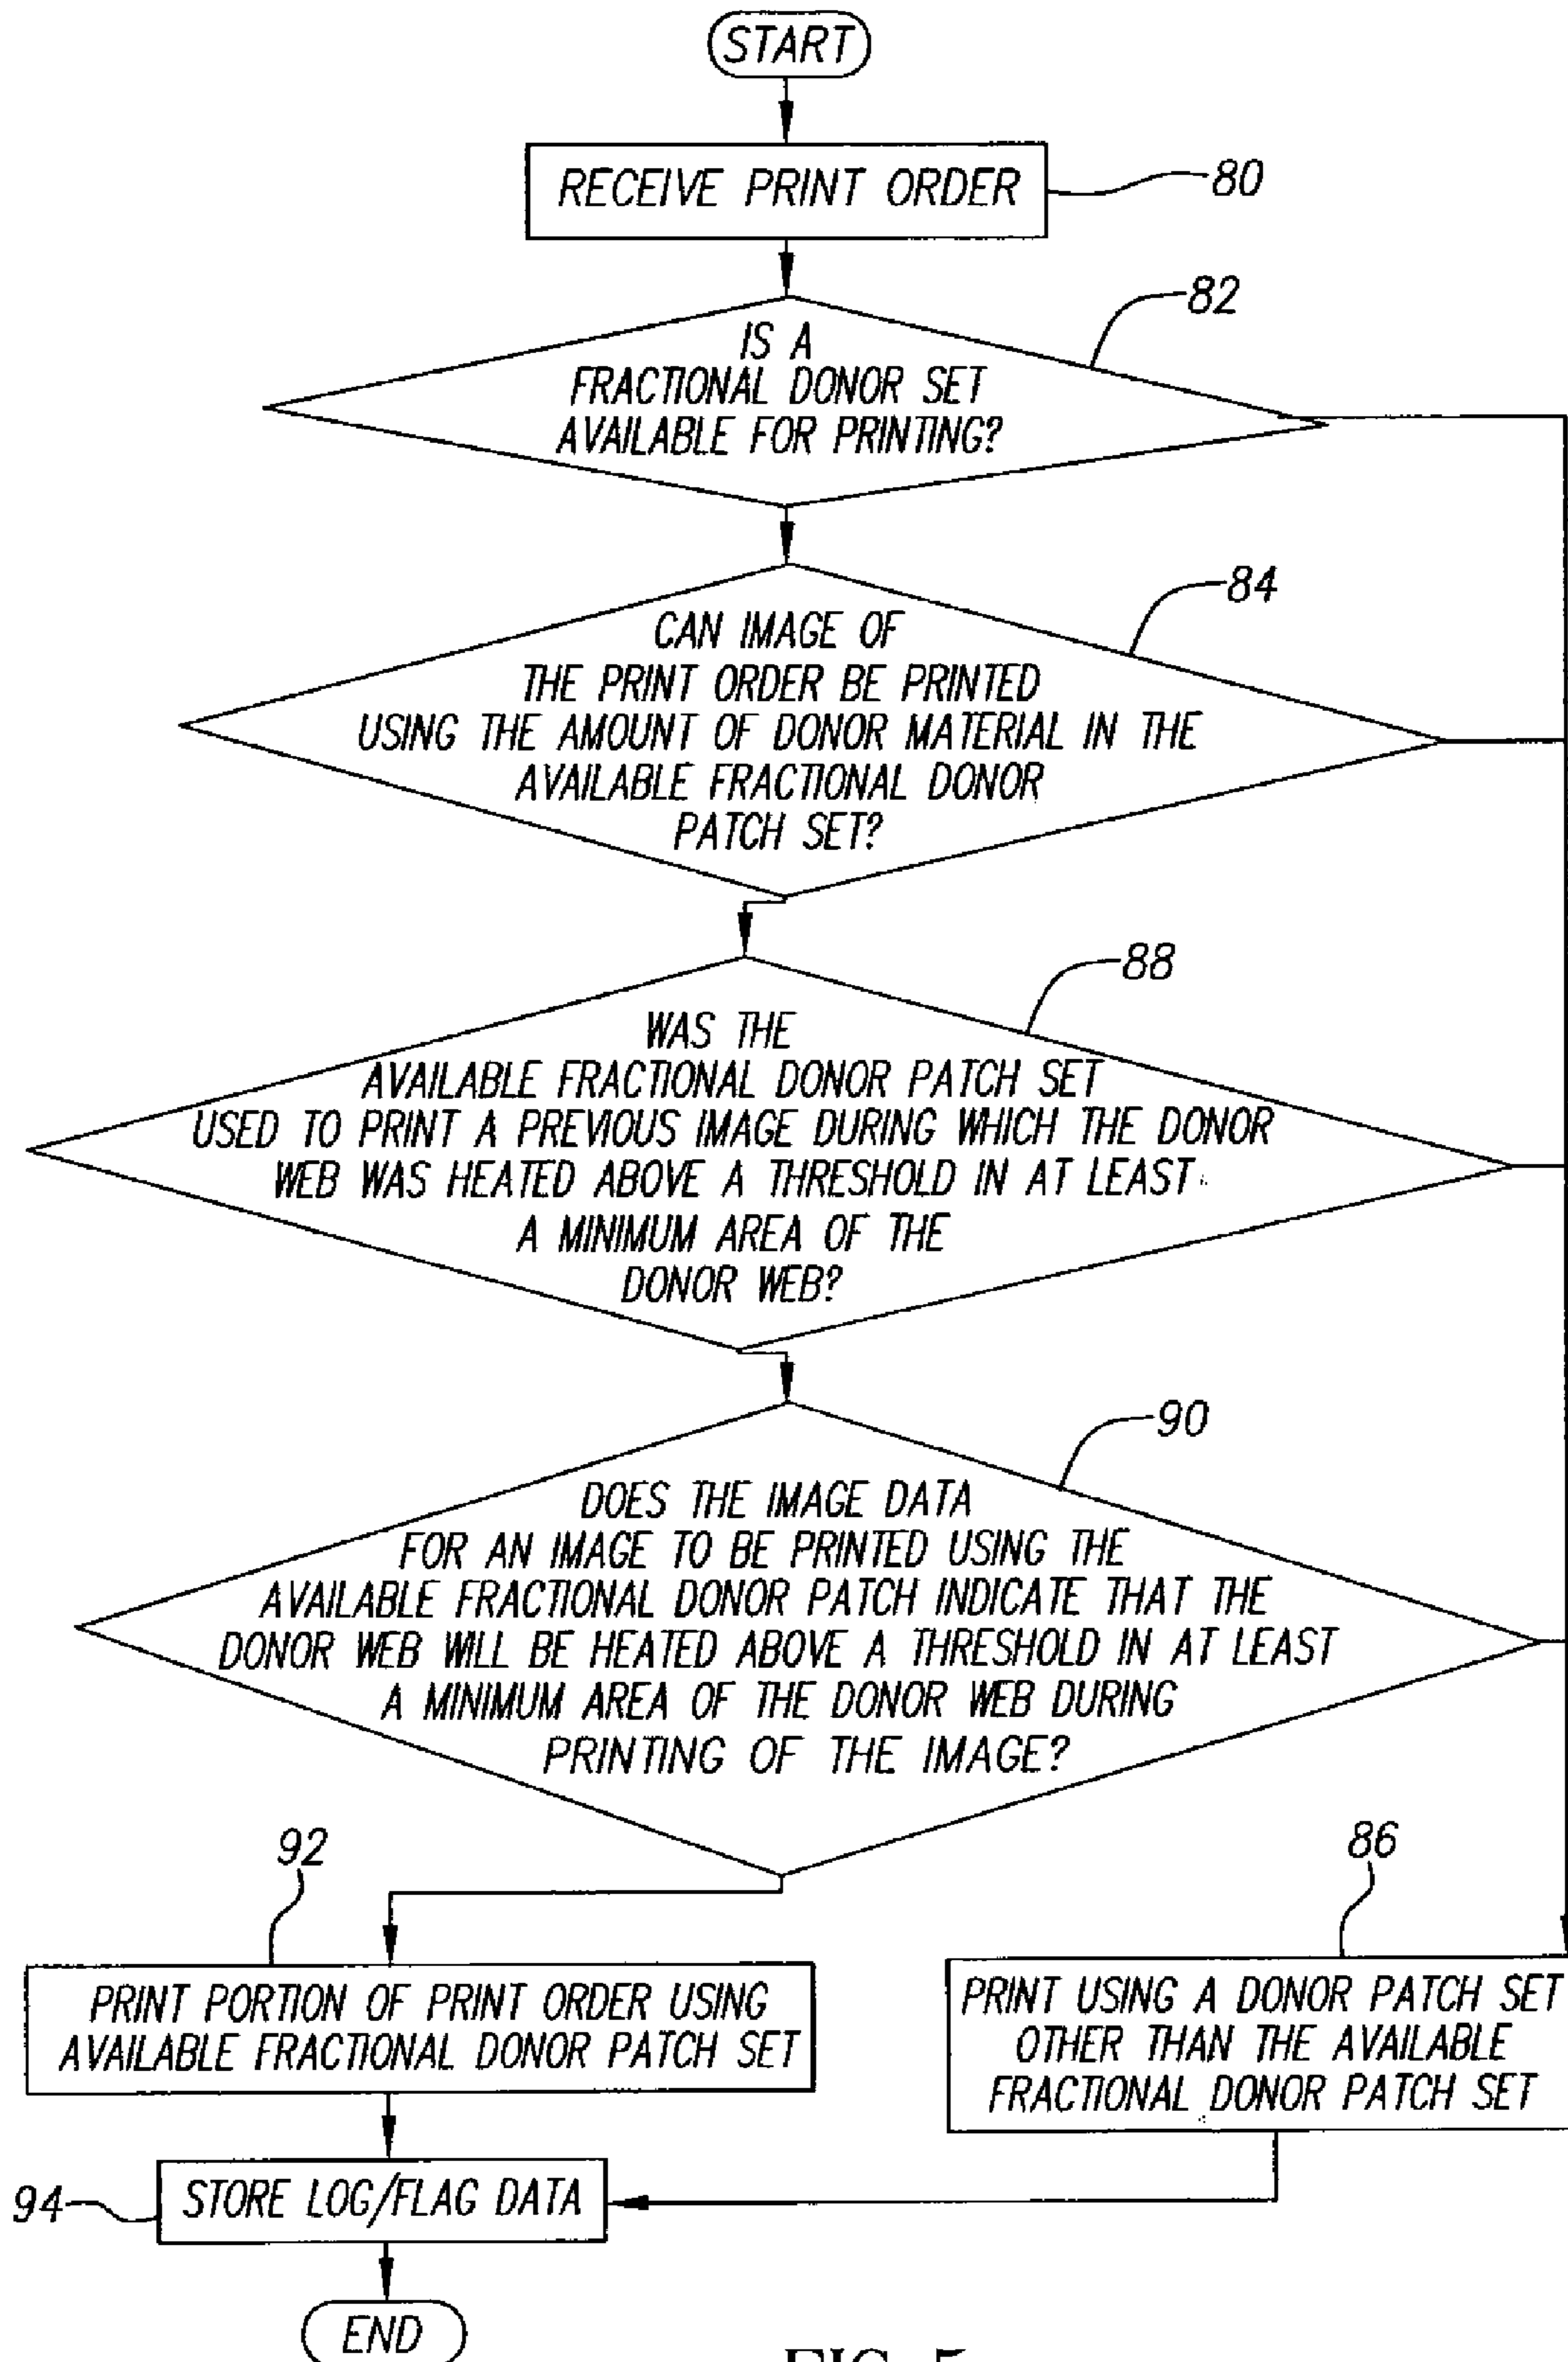 START
RECEIVE PRINT ORDER
80
IS A
FRACTIONAL DONOR SET
AVAILABLE FOR PRINTING?
82
CAN IMAGE OF
THE PRINT ORDER BE PRINTED
USING THE AMOUNT OF DONOR MATERIAL IN THE
AVAILABLE FRACTIONAL DONOR
PATCH SET?
84
WAS THE
AVAILABLE FRACTIONAL DONOR PATCH SET
USED TO PRINT A PREVIOUS IMAGE DURING WHICH THE DONOR
WEB WAS HEATED ABOVE A THRESHOLD IN AT LEAST
A MINIMUM AREA OF THE
DONOR WEB?
88
DOES THE IMAGE DATA
FOR AN IMAGE TO BE PRINTED USING THE
AVAILABLE FRACTIONAL DONOR PATCH INDICATE THAT THE
DONOR WEB WILL BE HEATED ABOVE A THRESHOLD IN AT LEAST
A MINIMUM AREA OF THE DONOR WEB DURING
PRINTING OF THE IMAGE?
90
92
PRINT PORTION OF PRINT ORDER USING
AVAILABLE FRACTIONAL DONOR PATCH SET
86
PRINT USING A DONOR PATCH SET
OTHER THAN THE AVAILABLE
FRACTIONAL DONOR PATCH SET
94
STORE LOG/FLAG DATA
END
FIG. 5